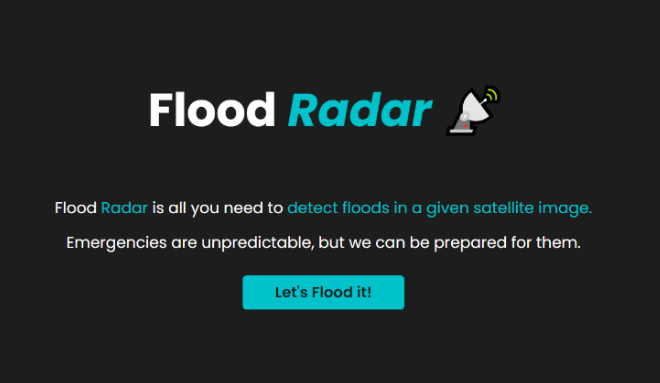 Flood Radar
Flood Radar is all you need to detect floods in a given satellite image.
Emergencies are unpredictable, but we can be prepared for them.
Let's Flood it!